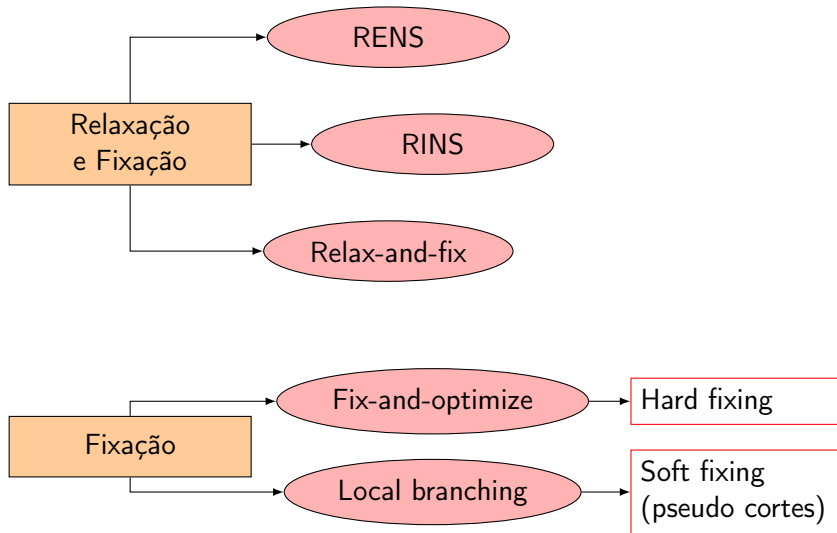 RENS
Relaxação
e Fixação
RINS
Relax-and-fix
Fix-and-optimize
Hard fixing
Fixação
Local branching
Soft fixing
(pseudo cortes)